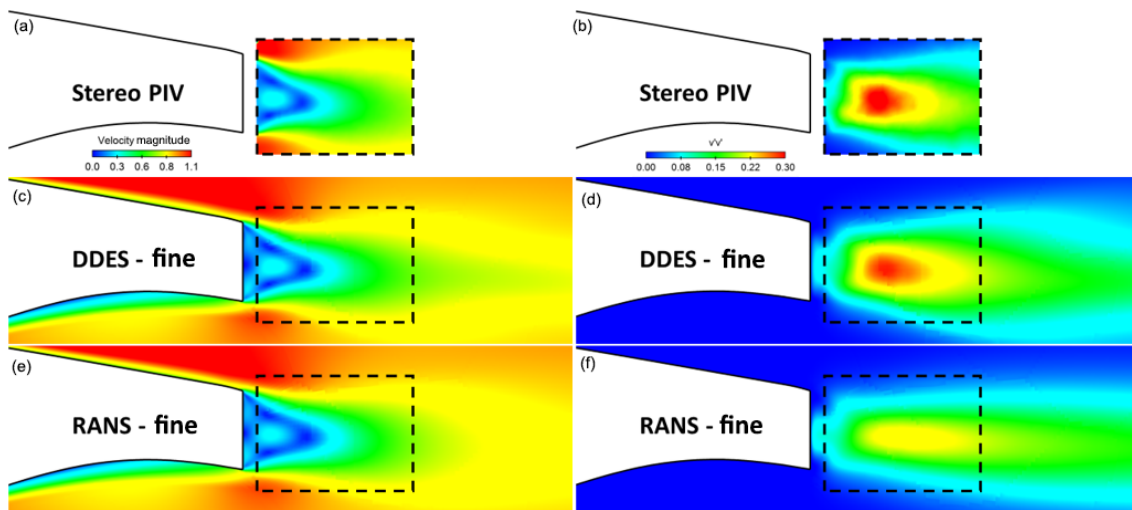 (a)
Stereo PIV
Velocity magnitude
0.0 0.3 0.6 0.8 1.1
(b)
Stereo PIV
v'v'
0.00 0.08 0.15 0.22 0.30
(c)
DDES - fine
(d)
DDES - fine
(e)
RANS - fine
(f)
RANS - fine